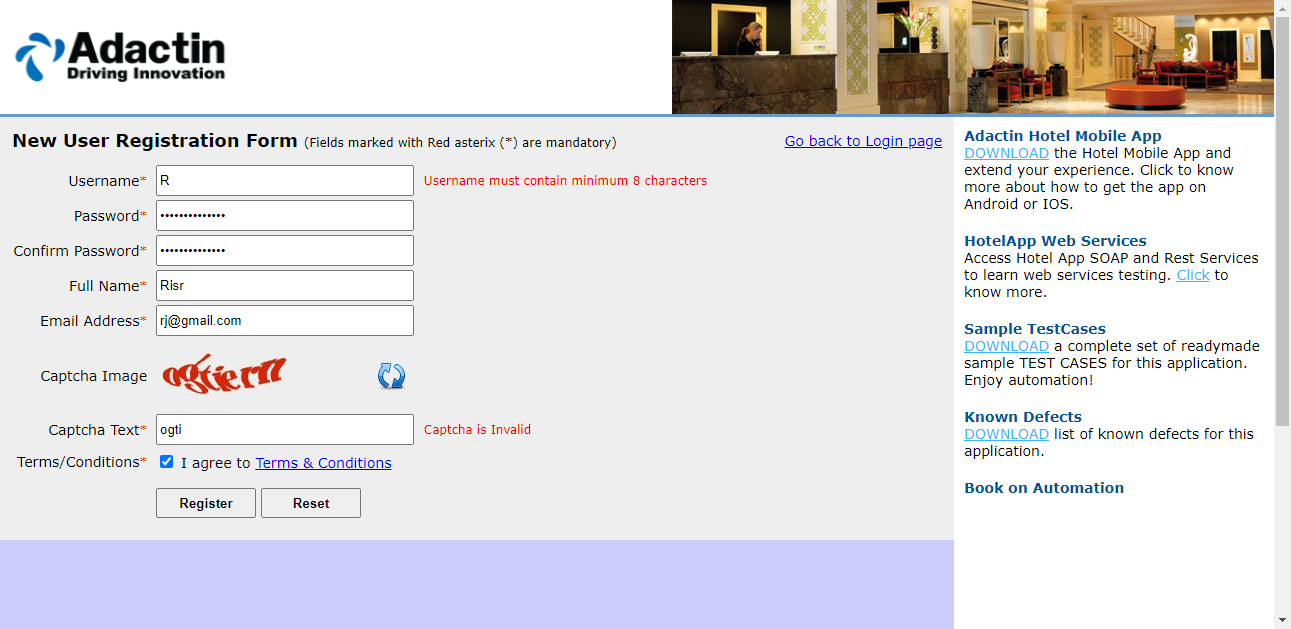 Adactin
Driving Innovation
New User Registration Form (Fields marked with Red asterix (*) are mandatory)
Go back to Login page
Username* R Username must contain minimum 8 characters
Password* ••••••••••••••
Confirm Password* ••••••••••••••
Full Name* Risr
Email Address* rj@gmail.com
Captcha Image
Captcha Text* ogti Captcha is Invalid
Terms/Conditions* I agree to Terms & Conditions
Register Reset
Adactin Hotel Mobile App
DOWNLOAD the Hotel Mobile App and
extend your experience. Click to know
more about how to get the app on
Android or IOS.
HotelApp Web Services
Access Hotel App SOAP and Rest Services
to learn web services testing. Click to
know more.
Sample TestCases
DOWNLOAD a complete set of readymade
sample TEST CASES for this application.
Enjoy automation!
Known Defects
DOWNLOAD list of known defects for this
application.
Book on Automation